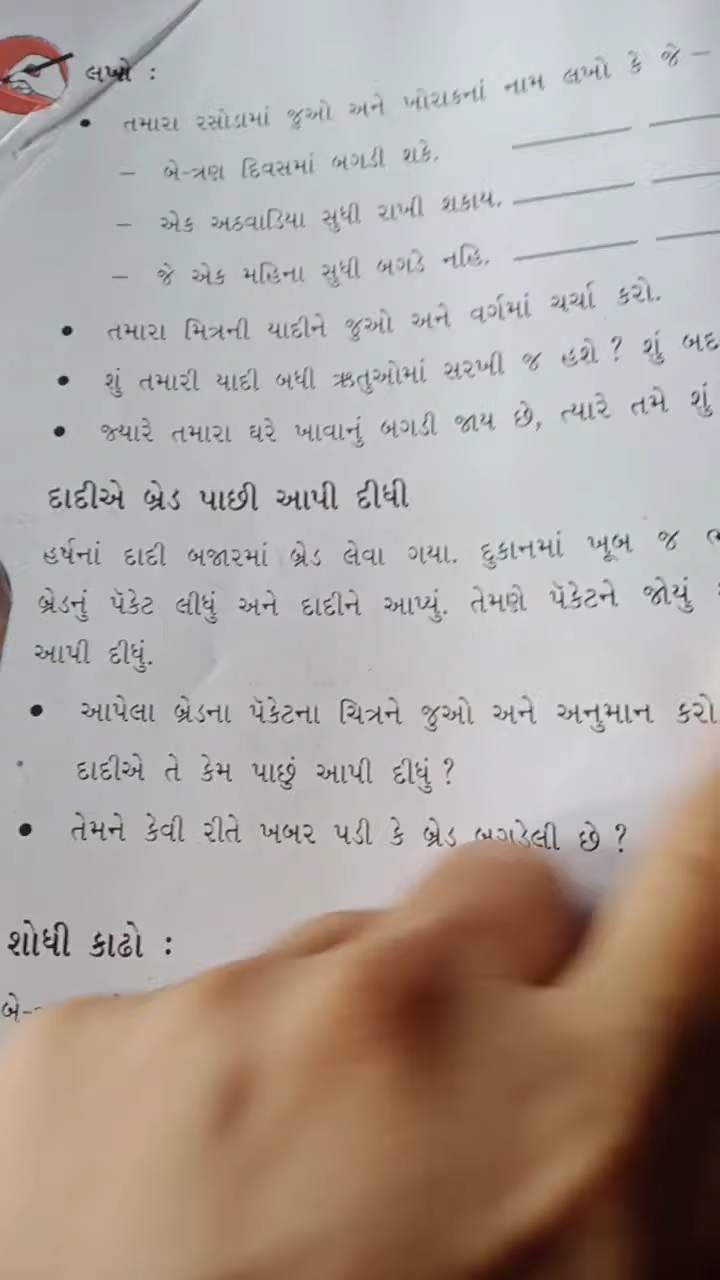 લખો :
• તમારા રસોડામાં જુઓ અને ખોરાકનાં નામ લખો કે જે –
– બે-ત્રણ દિવસમાં બગડી શકે.
– એક અઠવાડિયા સુધી રાખી શકાય.
– જે એક મહિના સુધી બગડે નહિ.
• તમારા મિત્રની યાદીને જુઓ અને વર્ગમાં ચર્ચા કરો.
• શું તમારી યાદી બધી ઋતુઓમાં સરખી જ હશે ? શું
• જ્યારે તમારા ઘરે ખાવાનું બગડી જાય છે, ત્યારે તમે શું
દાદીએ બ્રેડ પાછી આપી દીધી
હર્ષનાં દાદી બજારમાં બ્રેડ લેવા ગયા. દુકાનમાં ખૂબ જ
બ્રેડનું પૅકેટ લીધું અને દાદીને આપ્યું. તેમણે પૅકેટને જોયું
આપી દીધું.
• આપેલા બ્રેડના પૅકેટના ચિત્રને જુઓ અને અનુમાન કરો
દાદીએ તે કેમ પાછું આપી દીધું ?
• તેમને કેવી રીતે ખબર પડી કે બ્રેડ બગડેલી છે ?
શોધી કાઢો :